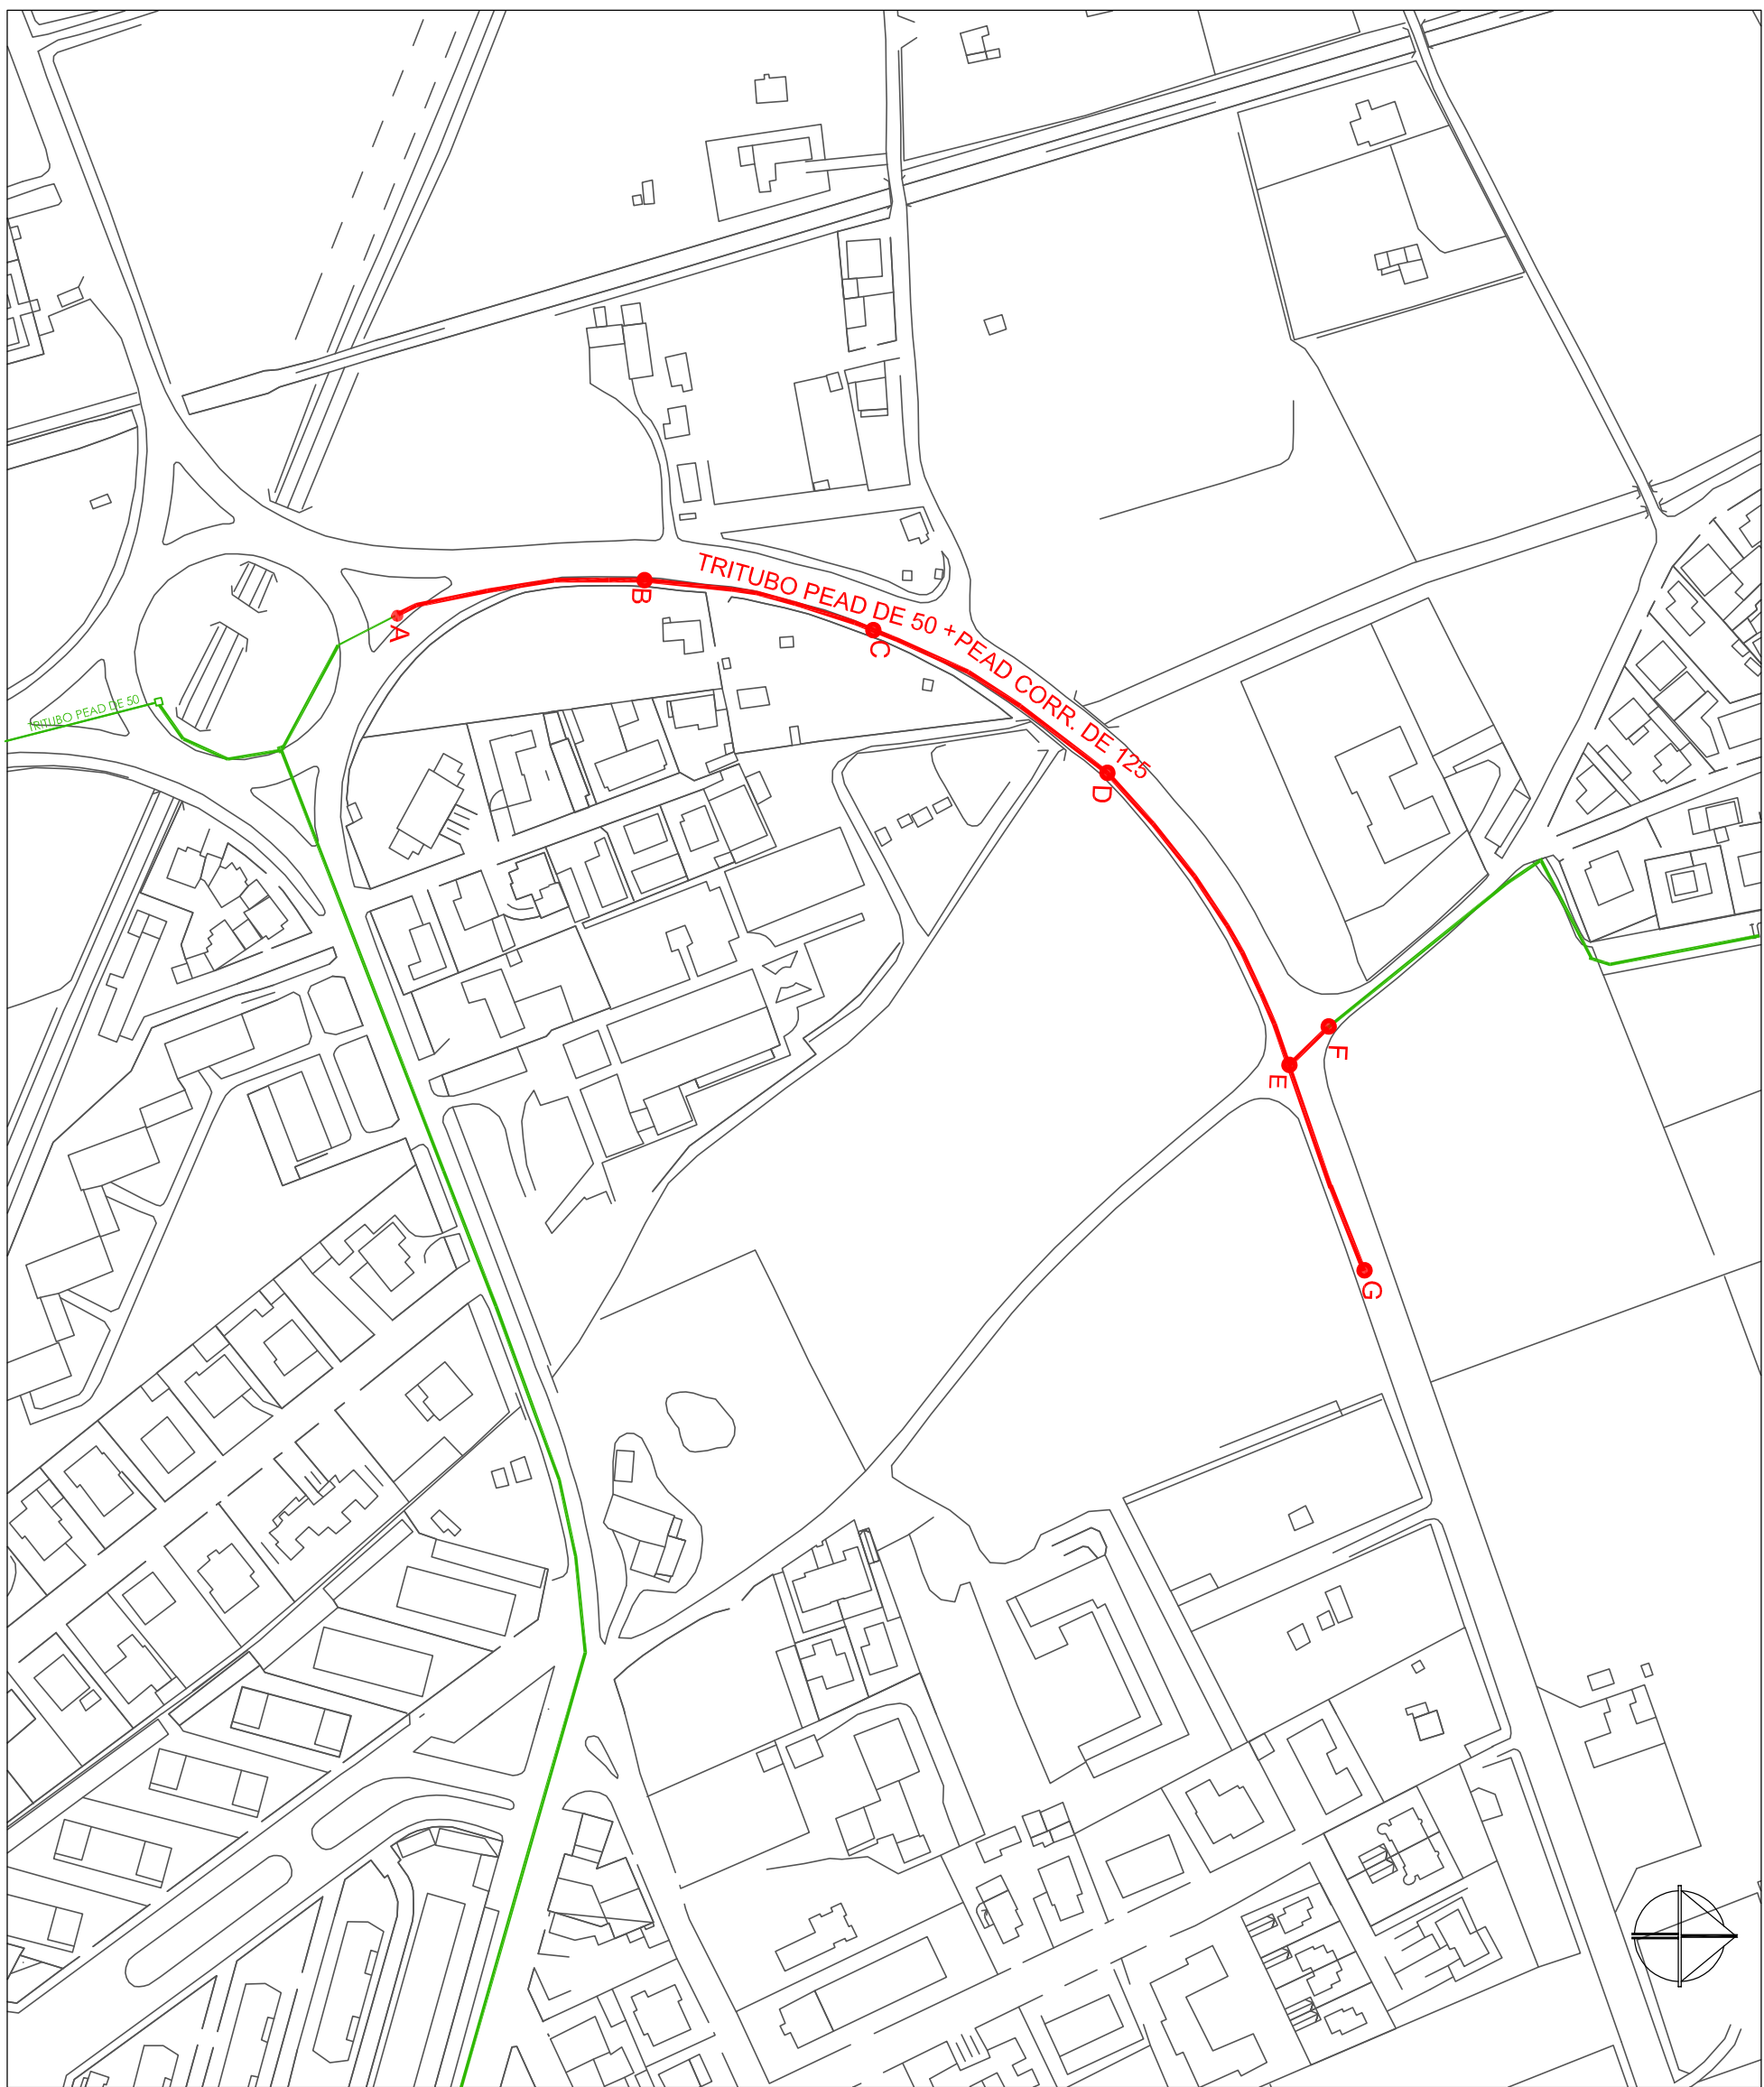 TRITUBO PEAD DE 50 + PEAD CORR. DE 125
A
B
C
D
E
F
G
TRITUBO PEAD DE 50